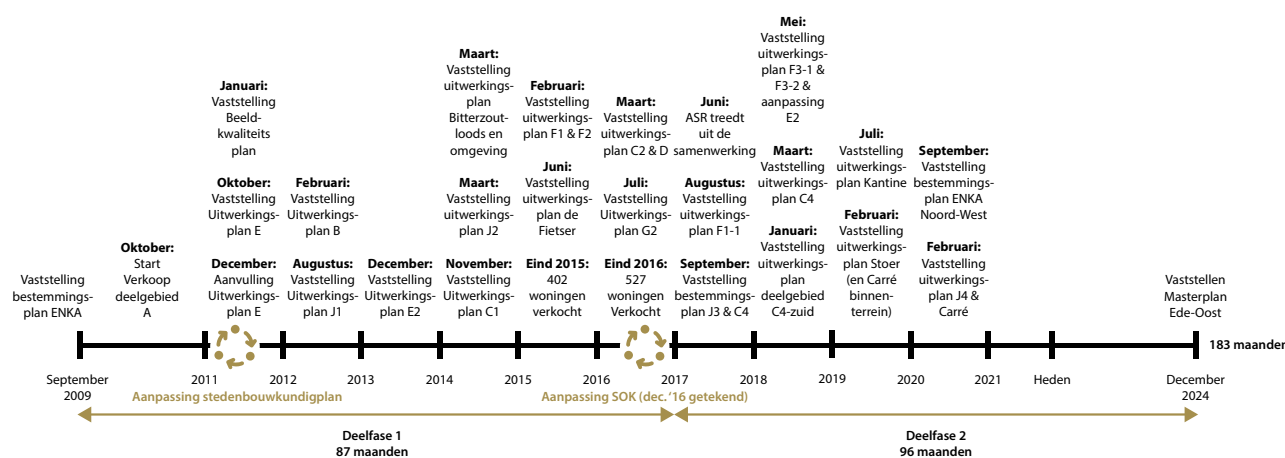 Vaststelling
bestemmings-
plan ENKA
Oktober:
Start
Verkoop
deelgebied
A
Januari:
Vaststelling
Beeld-
kwaliteits
plan
Oktober:
Vaststelling
Uitwerkings-
plan E
December:
Aanvulling
Uitwerkings-
plan E
Februari:
Vaststelling
Uitwerkings-
plan B
Augustus:
Vaststelling
Uitwerkings-
plan J1
December:
Vaststelling
Uitwerkings-
plan E2
Maart:
Vaststelling
uitwerkings-
plan
Bitterzout-
loods en
omgeving
Maart:
Vaststelling
uitwerkings-
plan J2
November:
Vaststelling
uitwerkings-
plan C1
Februari:
Vaststelling
uitwerkings-
plan F1 & F2
Juni:
Vaststelling
uitwerkings-
plan de
Fietser
Eind 2015:
402
woningen
verkocht
Maart:
Vaststelling
uitwerkings-
plan C2 & D
Juli:
Vaststelling
Uitwerkings-
plan G2
Eind 2016:
527
woningen
Verkocht
Juni:
ASR treedt
uit de
samenwerking
Augustus:
Vaststelling
uitwerkings-
plan F1-1
September:
Vaststelling
bestemmings-
plan J3 & C4
Mei:
Vaststelling
uitwerkings-
plan F3-1 &
F3-2 &
aanpassing
E2
Maart:
Vaststelling
uitwerkings-
plan C4
Januari:
Vaststelling
uitwerkings-
plan
deelgebied
C4-zuid
Juli:
Vaststelling
uitwerkings-
plan Kantine
Februari:
Vaststelling
uitwerkings-
plan Stoer
(en Carré
binnen-
terrein)
September:
Vaststelling
bestemmings-
plan ENKA
Noord-West
Februari:
Vaststelling
uitwerkings-
plan J4 &
Carré
Vaststellen
Masterplan
Ede-Oost
183 maanden
September
2009
2011
2012
2013
2014
2015
2016
2017
2018
2019
2020
2021
Heden
December
2024
Aanpassing stedenbouwkundigplan
Aanpassing SOK (dec. '16 getekend)
Deelfase 1
87 maanden
Deelfase 2
96 maanden